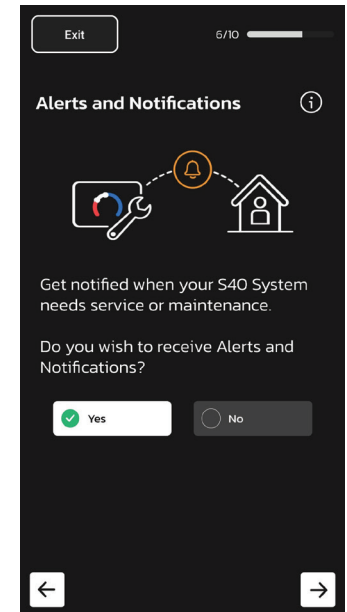 Exit
6/10
Alerts and Notifications
Get notified when your S40 System
needs service or maintenance.
Do you wish to receive Alerts and
Notifications?
Yes
No